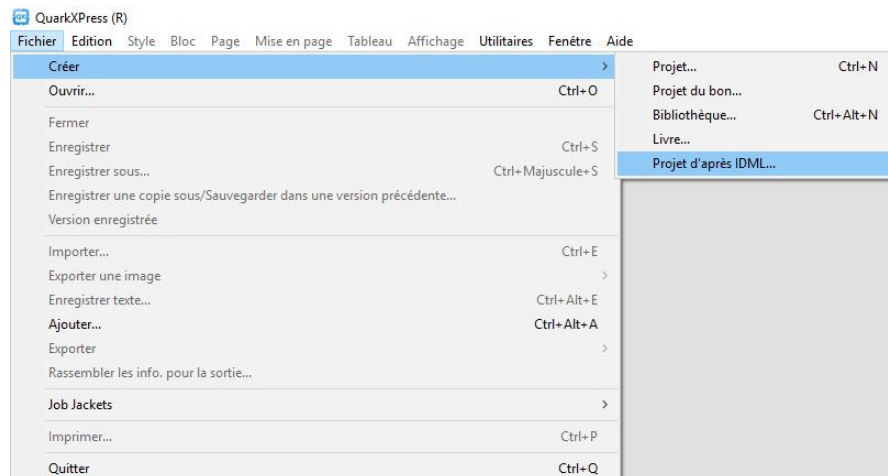 QuarkXPress (R)
Fichier Edition Style Bloc Page Mise en page Tableau Affichage Utilitaires Fenêtre Aide
Créer > Projet... Ctrl+N
Ouvrir... Ctrl+O Projet du bon...
Bibliothèque... Ctrl+Alt+N
Fermer
Livre...
Enregistrer Ctrl+S
Projet d'après IDML...
Enregistrer sous... Ctrl+Majuscule+S
Enregistrer une copie sous/Sauvegarder dans une version précédente...
Version enregistrée
Importer... Ctrl+E
Exporter une image >
Enregistrer texte... Ctrl+Alt+E
Ajouter... Ctrl+Alt+A
Exporter >
Rassembler les info. pour la sortie...
Job Jackets >
Imprimer... Ctrl+P
Quitter Ctrl+Q